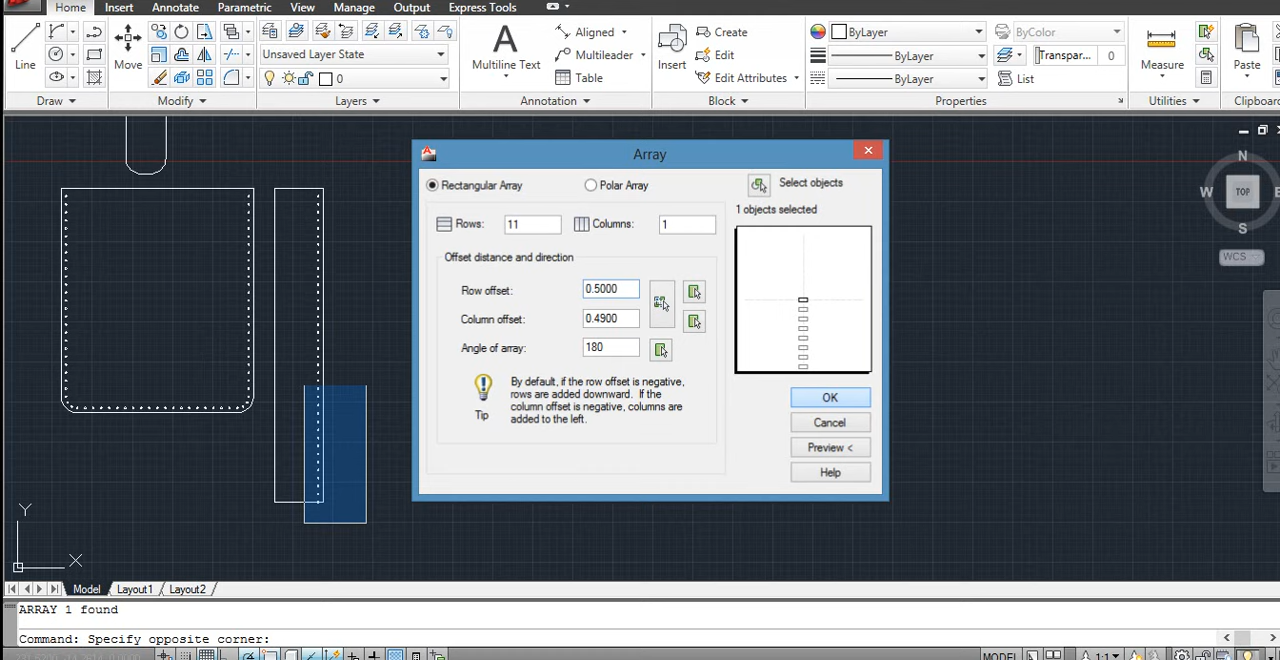 Home Insert Annotate Parametric View Manage Output Express Tools
Line
Move
Unsaved Layer State
0
Multiline Text
Aligned
Multileader
Table
Insert
Create
Edit
Edit Attributes
ByLayer
ByLayer
ByLayer
ByColor
Transpar... 0
List
Measure
Paste
Draw Modify Layers Annotation Block Properties Utilities Clipboard
Array
Rectangular Array Polar Array Select objects
1 objects selected
Rows: 11 Columns: 1
Offset distance and direction
Row offset: 0.5000
Column offset: 0.4900
Angle of array: 180
Tip
By default, if the row offset is negative,
rows are added downward. If the
column offset is negative, columns are
added to the left.
OK
Cancel
Preview <
Help
N
W TOP E
S
WCS
Y
X
Model Layout1 Layout2
ARRAY 1 found
Command: Specify opposite corner:
MODEL 1:1